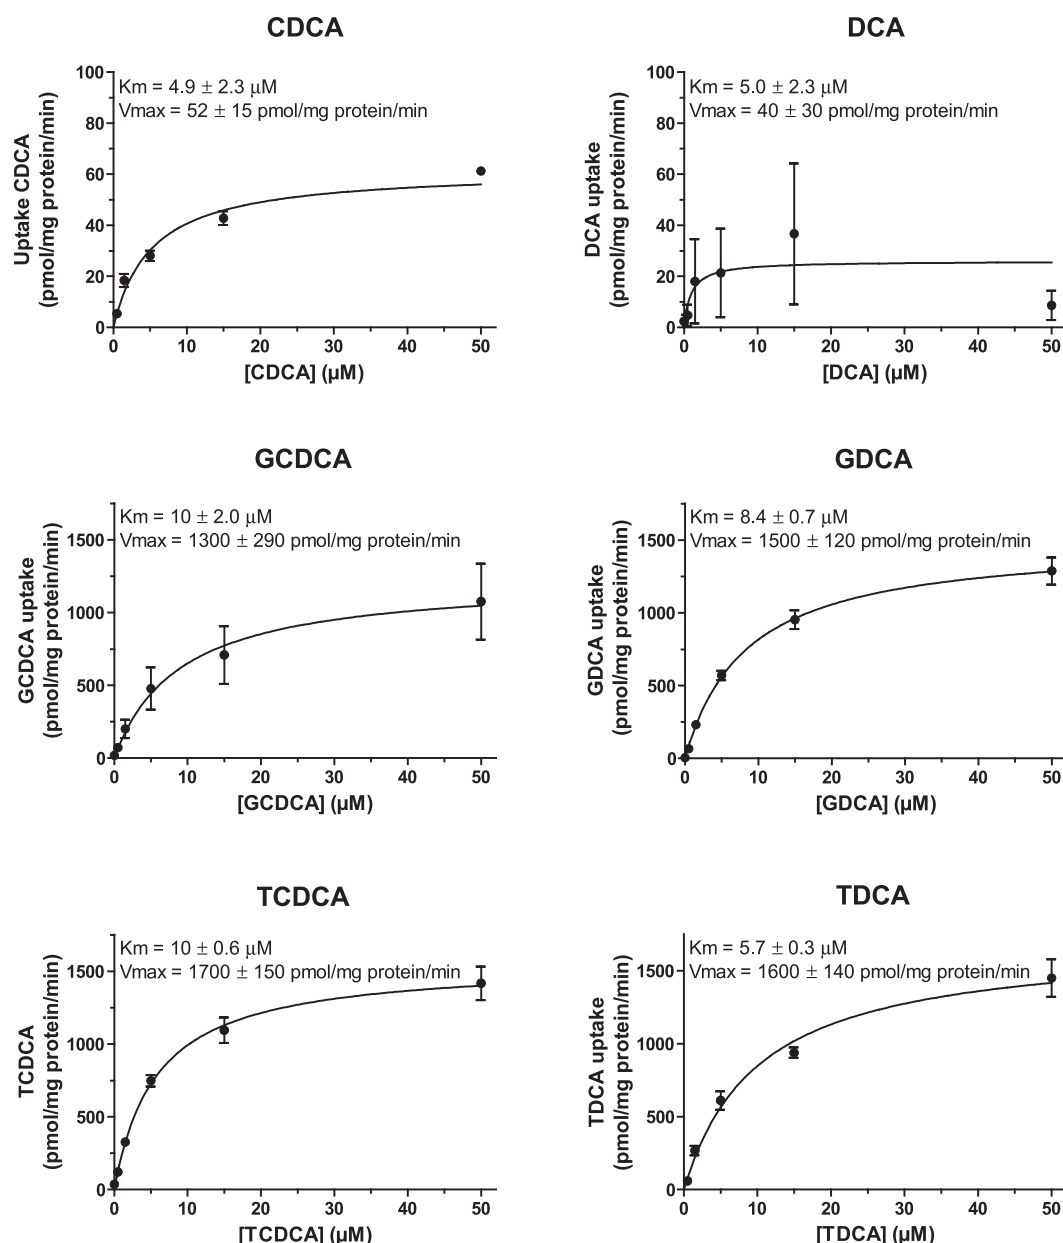 CDCA
Km = 4.9 ± 2.3 μM
Vmax = 52 ± 15 pmol/mg protein/min
Uptake CDCA
(pmol/mg protein/min)
100
80
60
40
20
0
0 10 20 30 40 50
[CDCA] (µM)
DCA
Km = 5.0 ± 2.3 μM
Vmax = 40 ± 30 pmol/mg protein/min
DCA uptake
(pmol/mg protein/min)
100
80
60
40
20
0
0 10 20 30 40 50
[DCA] (µM)
GCDCA
Km = 10 ± 2.0 μM
Vmax = 1300 ± 290 pmol/mg protein/min
GCDCA uptake
(pmol/mg protein/min)
1500
1000
500
0
0 10 20 30 40 50
[GCDCA] (µM)
GDCA
Km = 8.4 ± 0.7 μM
Vmax = 1500 ± 120 pmol/mg protein/min
GDCA uptake
(pmol/mg protein/min)
1500
1000
500
0
0 10 20 30 40 50
[GDCA] (µM)
TCDCA
Km = 10 ± 0.6 μM
Vmax = 1700 ± 150 pmol/mg protein/min
TCDCA
(pmol/mg protein/min)
1500
1000
500
0
0 10 20 30 40 50
[TCDCA] (µM)
TDCA
Km = 5.7 ± 0.3 μM
Vmax = 1600 ± 140 pmol/mg protein/min
TDCA uptake
(pmol/mg protein/min)
1500
1000
500
0
0 10 20 30 40 50
[TDCA] (µM)